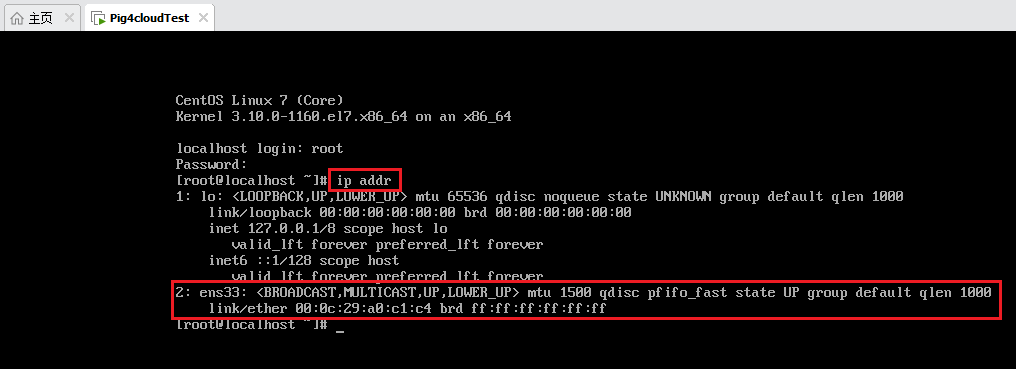 主页
Pig4cloudTest
CentOS Linux 7 (Core)
Kernel 3.10.0-1160.el7.x86_64 on an x86_64
localhost login: root
Password:
[root@localhost ~]# ip addr
1: lo: <LOOPBACK,UP,LOWER_UP> mtu 65536 qdisc noqueue state UNKNOWN group default qlen 1000
link/loopback 00:00:00:00:00:00 brd 00:00:00:00:00:00
inet 127.0.0.1/8 scope host lo
valid_lft forever preferred_lft forever
inet6 ::1/128 scope host
valid_lft forever preferred_lft forever
2: ens33: <BROADCAST,MULTICAST,UP,LOWER_UP> mtu 1500 qdisc pfifo_fast state UP group default qlen 1000
link/ether 00:0c:29:a0:c1:c4 brd ff:ff:ff:ff:ff:ff
[root@localhost ~]# _